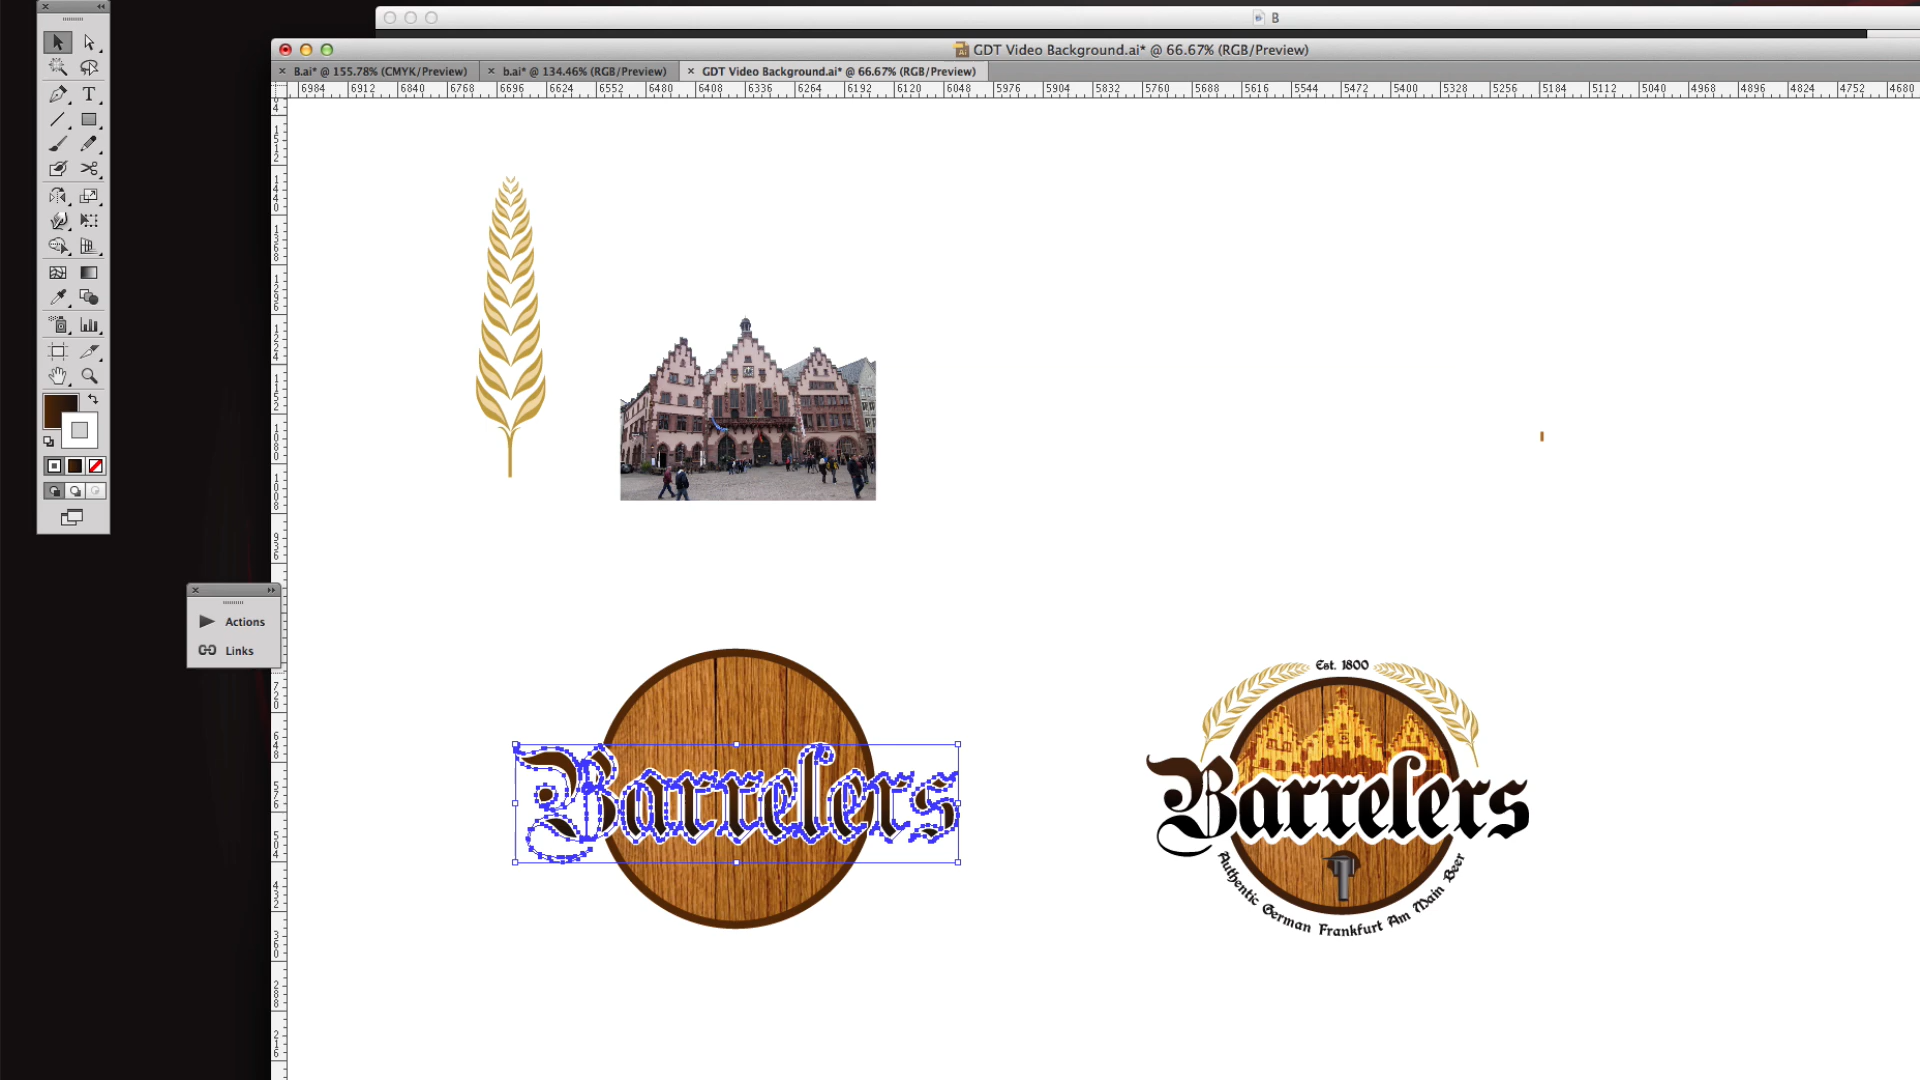 B
GDT Video Background.ai* @ 66.67% (RGB/Preview)
B.ai* @ 155.78% (CMYK/Preview)
b.ai* @ 134.46% (RGB/Preview)
GDT Video Background.ai* @ 66.67% (RGB/Preview)
6984 6912 6840 6768 6696 6624 6552 6480 6408 6336 6264 6192 6120 6048 5976 5904 5832 5760 5688 5616 5544 5472 5400 5328 5256 5184 5112 5040 4968 4896 4824 4752 4680
Actions
Links
Barrelers
Est. 1800
Barrelers
Authentic German Frankfurt Am Main Beer